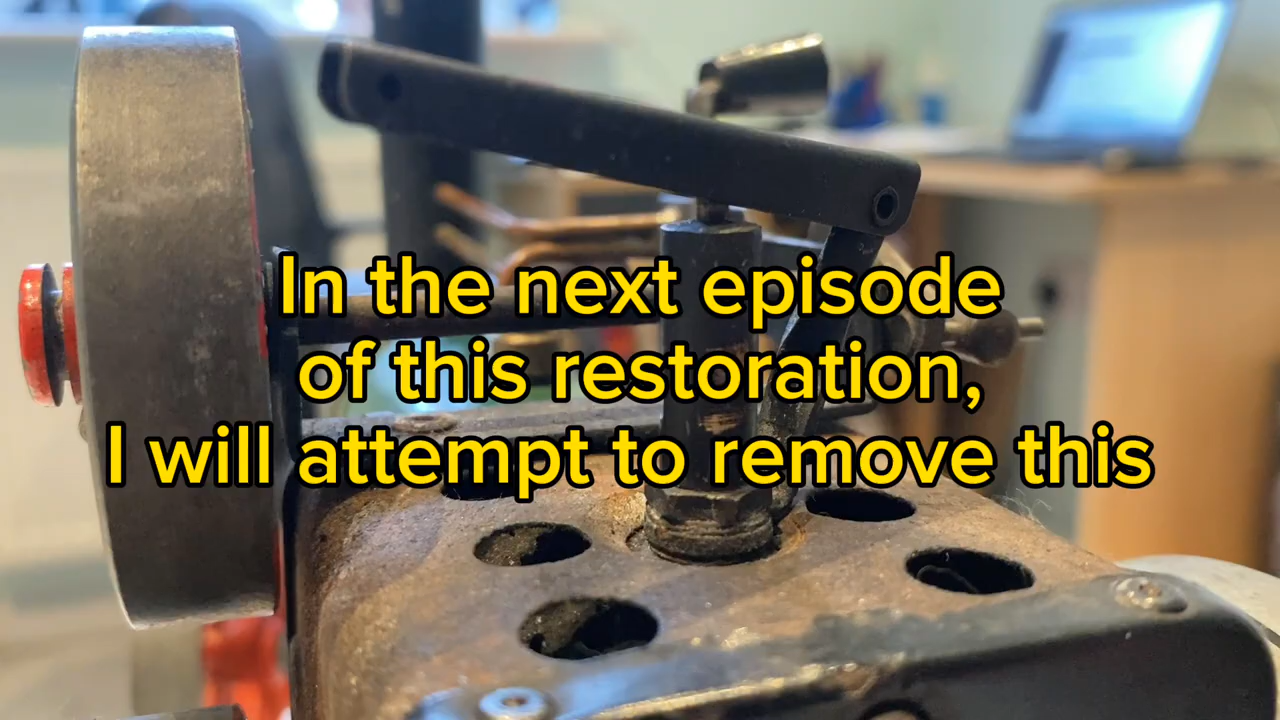 In the next episode
of this restoration,
I will attempt to remove this